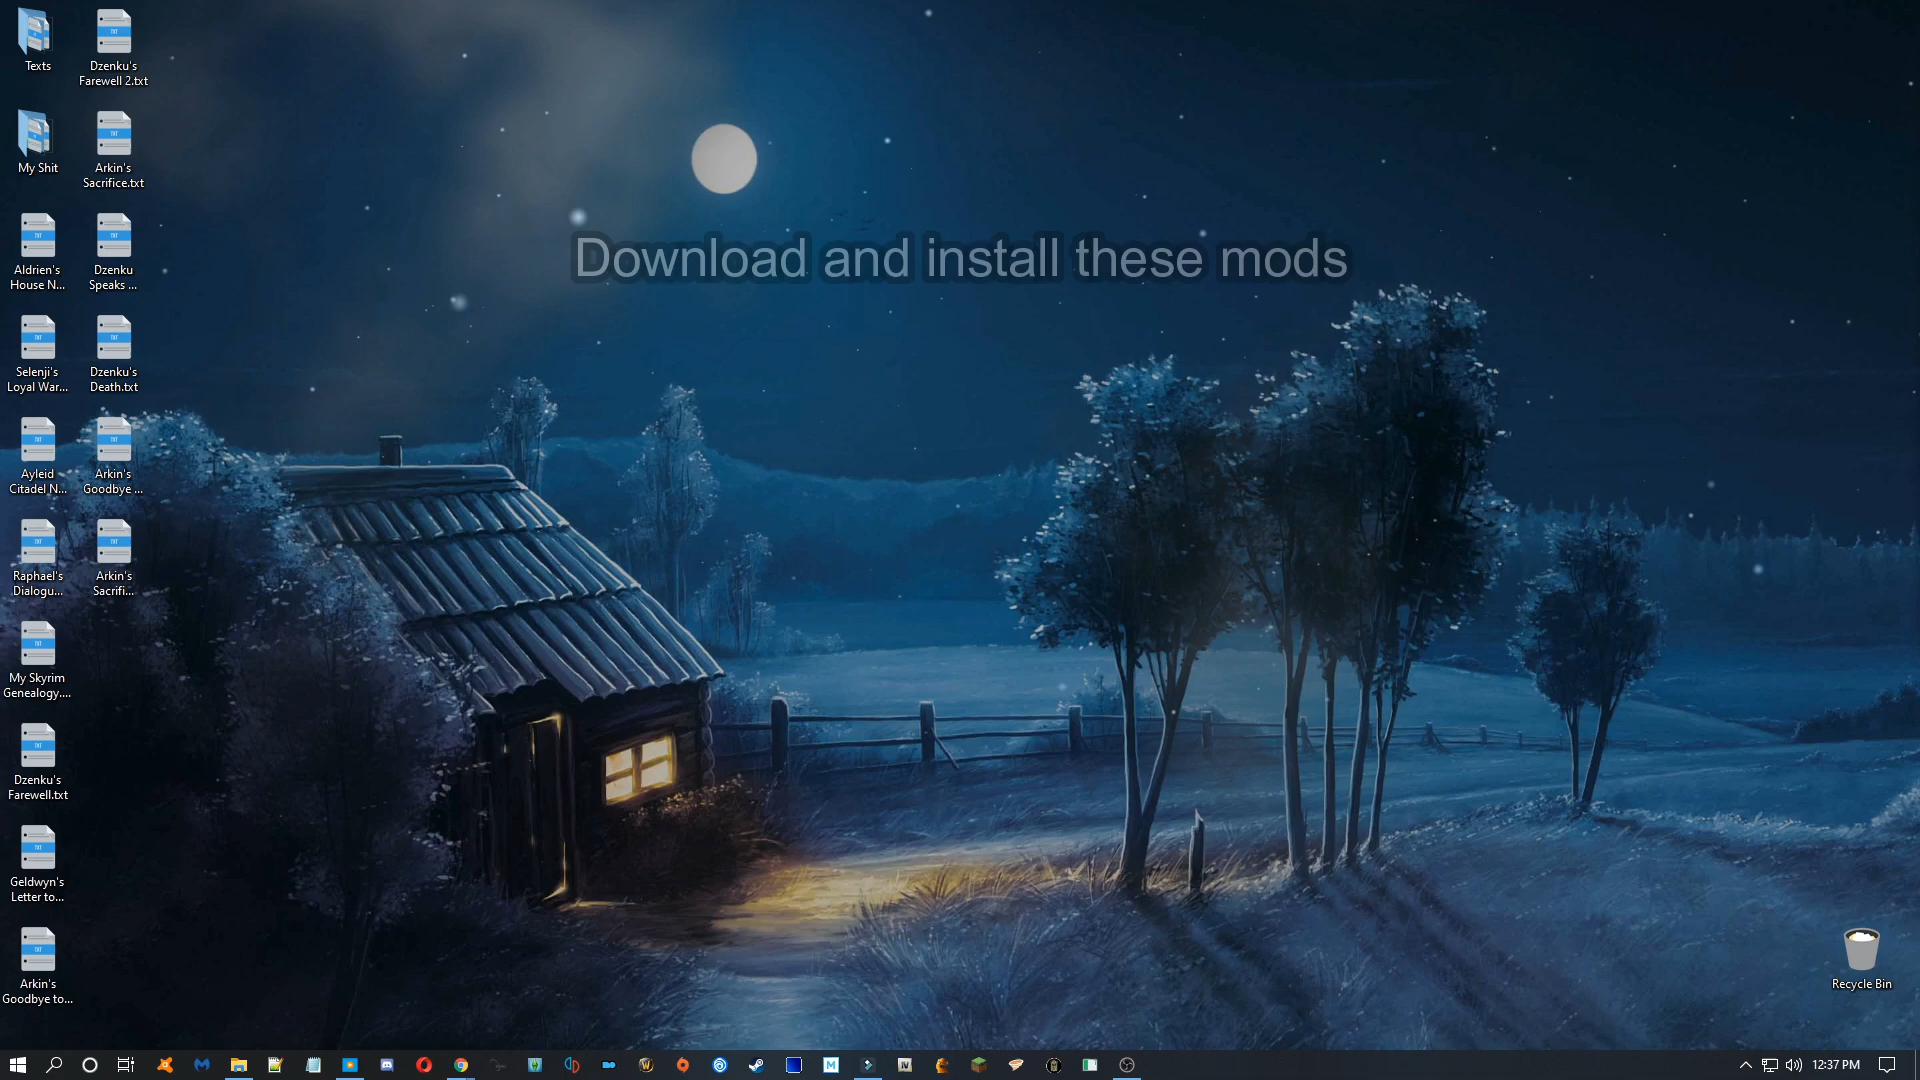 Texts
Dzenku's
Farewell 2.txt
My Shit
Arkin's
Sacrifice.txt
Aldrien's
House N...
Dzenku
Speaks ...
Download and install these mods
Selenji's
Loyal War...
Dzenku's
Death.txt
Ayleid
Citadel N...
Arkin's
Goodbye ...
Raphael's
Dialogu...
Arkin's
Sacrifi...
My Skyrim
Genealogy....
Dzenku's
Farewell.txt
Geldwyn's
Letter to...
Arkin's
Goodbye to...
Recycle Bin
12:37 PM